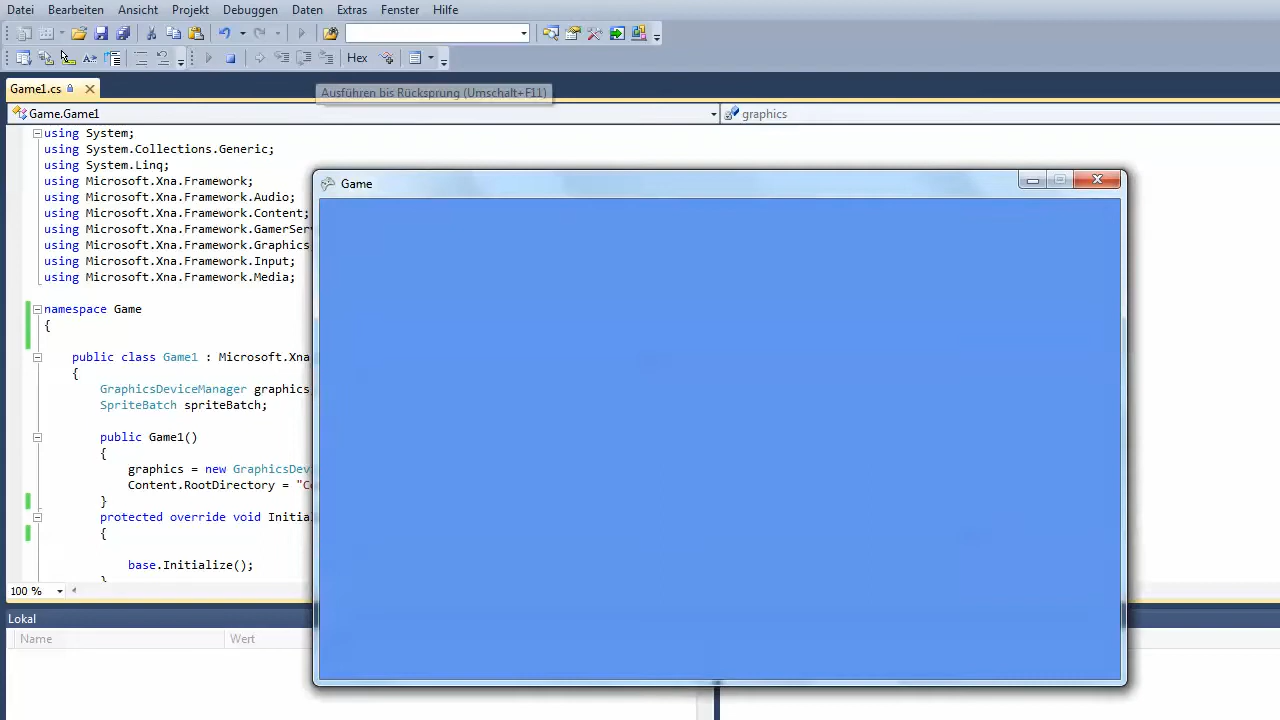 Datei Bearbeiten Ansicht Projekt Debuggen Daten Extras Fenster Hilfe
Hex
Game1.cs
Ausführen bis Rücksprung (Umschalt+F11)
Game.Game1 graphics
using System;
using System.Collections.Generic;
using System.Linq;
using Microsoft.Xna.Framework;
using Microsoft.Xna.Framework.Audio;
using Microsoft.Xna.Framework.Content;
using Microsoft.Xna.Framework.GamerSer
using Microsoft.Xna.Framework.Graphics
using Microsoft.Xna.Framework.Input;
using Microsoft.Xna.Framework.Media;
namespace Game
{
public class Game1 : Microsoft.Xna
{
GraphicsDeviceManager graphics
SpriteBatch spriteBatch;
public Game1()
{
graphics = new GraphicsDev
Content.RootDirectory = "C
}
protected override void Initia
{
base.Initialize();
}
100 %
Lokal
Name Wert
Game